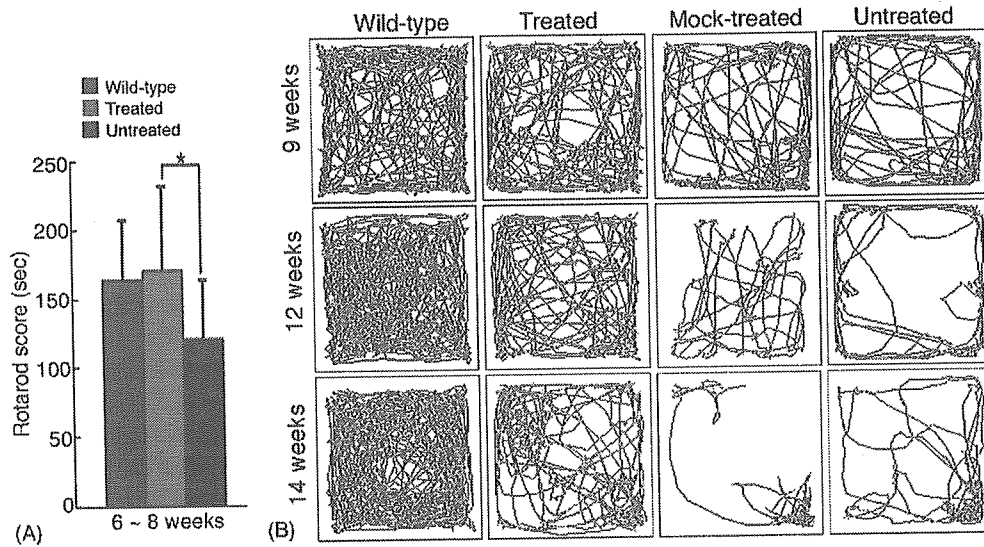 Wild-type
Treated
Untreated
*
250
200
150
100
50
0
Rotarod score (sec)
6 ~ 8 weeks
(A)
Wild-type Treated Mock-treated Untreated
9 weeks
12 weeks
14 weeks
(B)